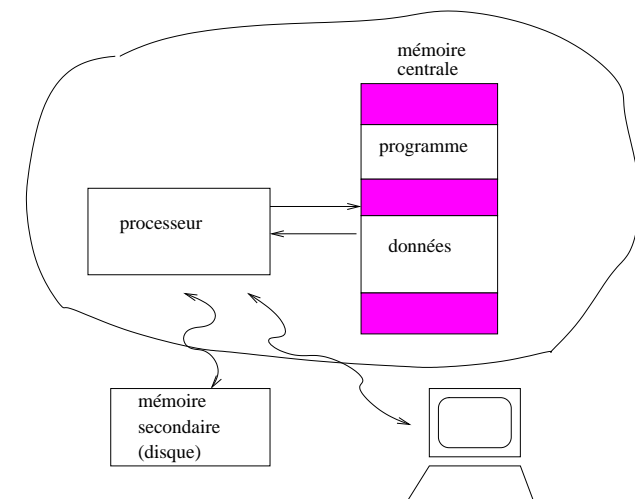 mémoire
centrale
programme
processeur
données
mémoire
secondaire
(disque)